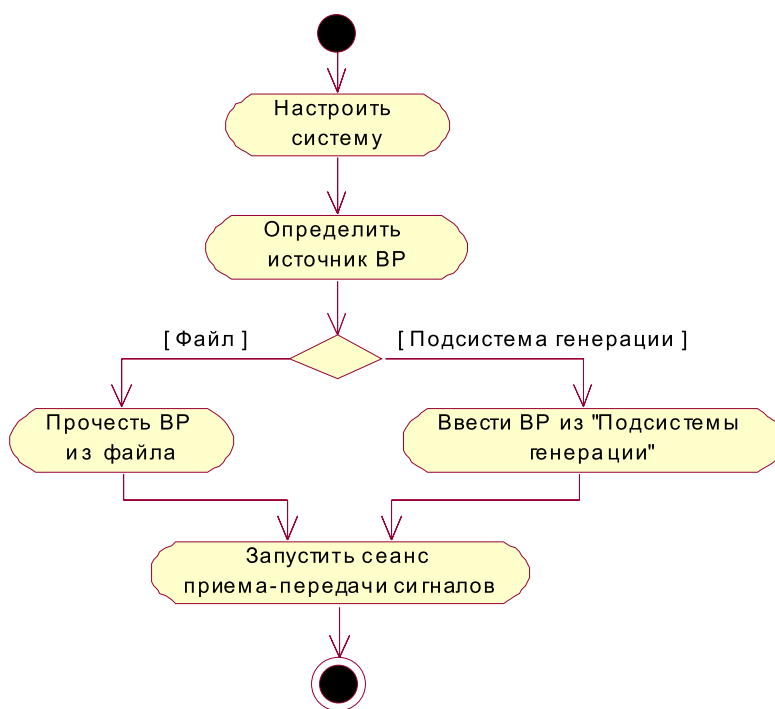 Настроить
систему
Определить
источник ВР
[ Файл ]
[ Подсистема генерации ]
Прочесть ВР
из файла
Ввести ВР из "Подсистемы
генерации"
Запустить сеанс
приема-передачи сигналов